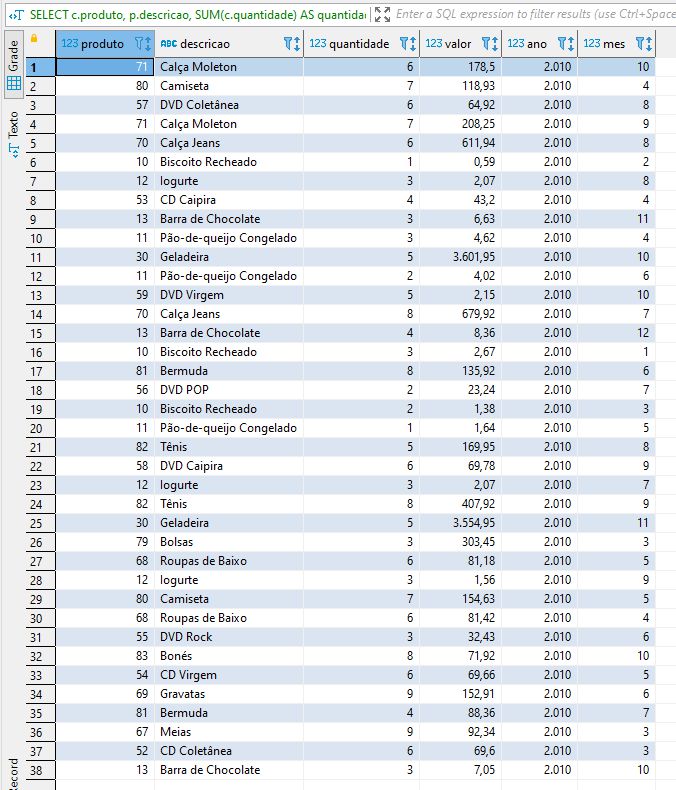 SELECT c.produto, p.descricao, SUM(c.quantidade) AS quantidad Enter a SQL expression to filter results (use Ctrl+Space
Grade
Texto
Record
123 produto ABC descricao 123 quantidade 123 valor 123 ano 123 mes
1 71 Calça Moleton 6 178,5 2.010 10
2 80 Camiseta 7 118,93 2.010 4
3 57 DVD Coletânea 6 64,92 2.010 8
4 71 Calça Moleton 7 208,25 2.010 9
5 70 Calça Jeans 6 611,94 2.010 8
6 10 Biscoito Recheado 1 0,59 2.010 2
7 12 Iogurte 3 2,07 2.010 8
8 53 CD Caipira 4 43,2 2.010 4
9 13 Barra de Chocolate 3 6,63 2.010 11
10 11 Pão-de-queijo Congelado 3 4,62 2.010 4
11 30 Geladeira 5 3.601,95 2.010 10
12 11 Pão-de-queijo Congelado 2 4,02 2.010 6
13 59 DVD Virgem 5 2,15 2.010 10
14 70 Calça Jeans 8 679,92 2.010 7
15 13 Barra de Chocolate 4 8,36 2.010 12
16 10 Biscoito Recheado 3 2,67 2.010 1
17 81 Bermuda 8 135,92 2.010 6
18 56 DVD POP 2 23,24 2.010 7
19 10 Biscoito Recheado 2 1,38 2.010 3
20 11 Pão-de-queijo Congelado 1 1,64 2.010 5
21 82 Tênis 5 169,95 2.010 8
22 58 DVD Caipira 6 69,78 2.010 9
23 12 Iogurte 3 2,07 2.010 7
24 82 Tênis 8 407,92 2.010 9
25 30 Geladeira 5 3.554,95 2.010 11
26 79 Bolsas 3 303,45 2.010 3
27 68 Roupas de Baixo 6 81,18 2.010 5
28 12 Iogurte 3 1,56 2.010 9
29 80 Camiseta 7 154,63 2.010 5
30 68 Roupas de Baixo 6 81,42 2.010 4
31 55 DVD Rock 3 32,43 2.010 6
32 83 Bonés 8 71,92 2.010 10
33 54 CD Virgem 6 69,66 2.010 5
34 69 Gravatas 9 152,91 2.010 6
35 81 Bermuda 4 88,36 2.010 7
36 67 Meias 9 92,34 2.010 3
37 52 CD Coletânea 6 69,6 2.010 3
38 13 Barra de Chocolate 3 7,05 2.010 10